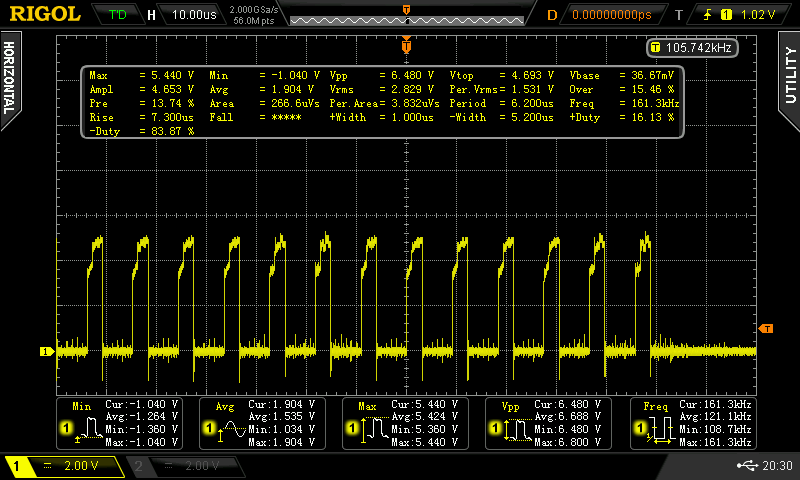 RIGOL T'D H 10.00us 2.000GSa/s 56.0M pts D 0.00000000ps T 1 1.02 V
HORIZONTAL
UTILITY
T
T 105.742kHz
Max = 5.440 V Min = -1.040 V Vpp = 6.480 V Vtop = 4.693 V Vbase = 36.67mV
Ampl = 4.653 V Avg = 1.904 V Vrms = 2.829 V Per.Vrms= 1.531 V Over = 15.46 %
Pre = 13.74 % Area = 266.6uVs Per.Area= 3.832uVs Period = 6.200us Freq = 161.3kHz
Rise = 7.300us Fall = ***** +Width = 1.000us -Width = 5.200us +Duty = 16.13 %
-Duty = 83.87 %
T
1
Min Cur:-1.040 V Avg Cur:1.904 V Max Cur:5.440 V Vpp Cur:6.480 V Freq Cur:161.3kHz
Avg:-1.264 V Avg:1.535 V Avg:5.424 V Avg:6.688 V Avg:121.1kHz
1 Min:-1.360 V 1 Min:1.034 V 1 Min:5.360 V 1 Min:6.480 V 1 Min:108.7kHz
Max:-1.040 V Max:1.904 V Max:5.440 V Max:6.800 V Max:161.3kHz
1 2.00 V 2 2.00 V 20:30